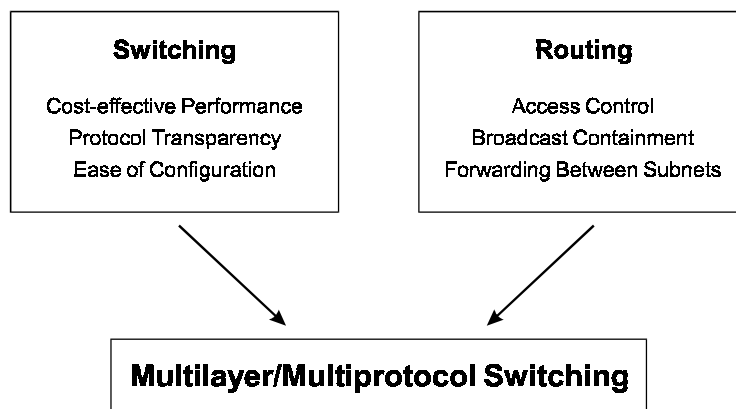 Switching
Cost-effective Performance
Protocol Transparency
Ease of Configuration
Routing
Access Control
Broadcast Containment
Forwarding Between Subnets
Multilayer/Multiprotocol Switching